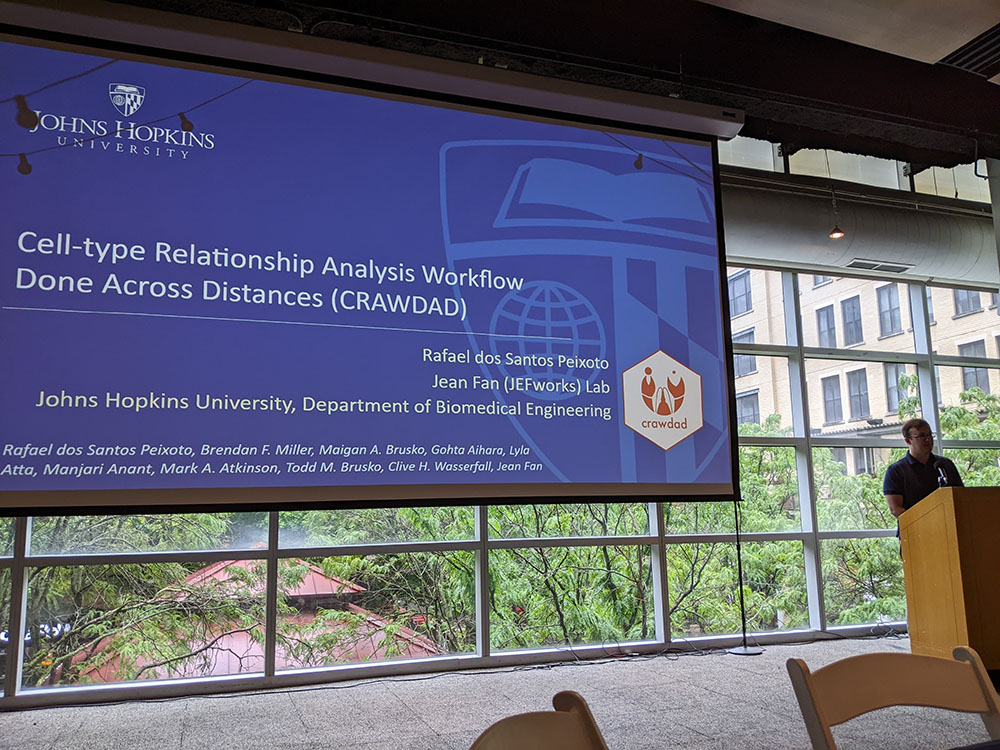 JOHNS HOPKINS
UNIVERSITY
Cell-type Relationship Analysis Workflow
Done Across Distances (CRAWDAD)
Rafael dos Santos Peixoto
Jean Fan (JEFworks) Lab
Johns Hopkins University, Department of Biomedical Engineering
crawdad
Rafael dos Santos Peixoto, Brendan F. Miller, Maigan A. Brusko, Gohta Aihara, Lyla
Atta, Manjari Anant, Mark A. Atkinson, Todd M. Brusko, Clive H. Wasserfall, Jean Fan